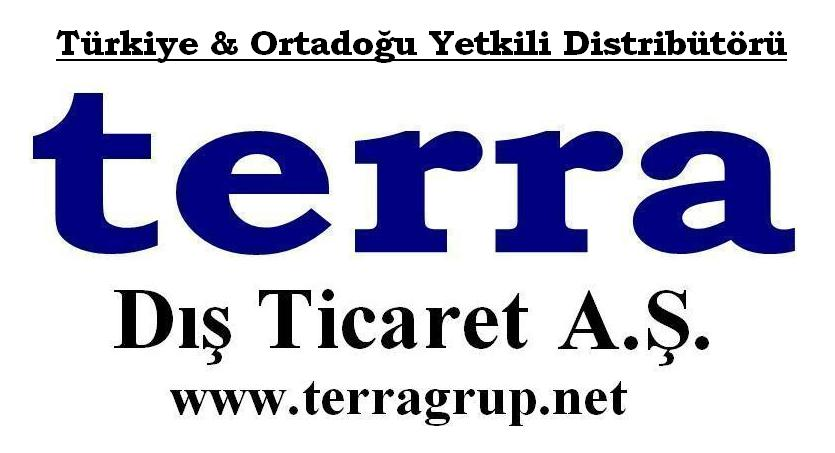 Türkiye & Ortadoğu Yetkili Distribütörü
terra
Dış Ticaret A.Ş.
www.terragrup.net